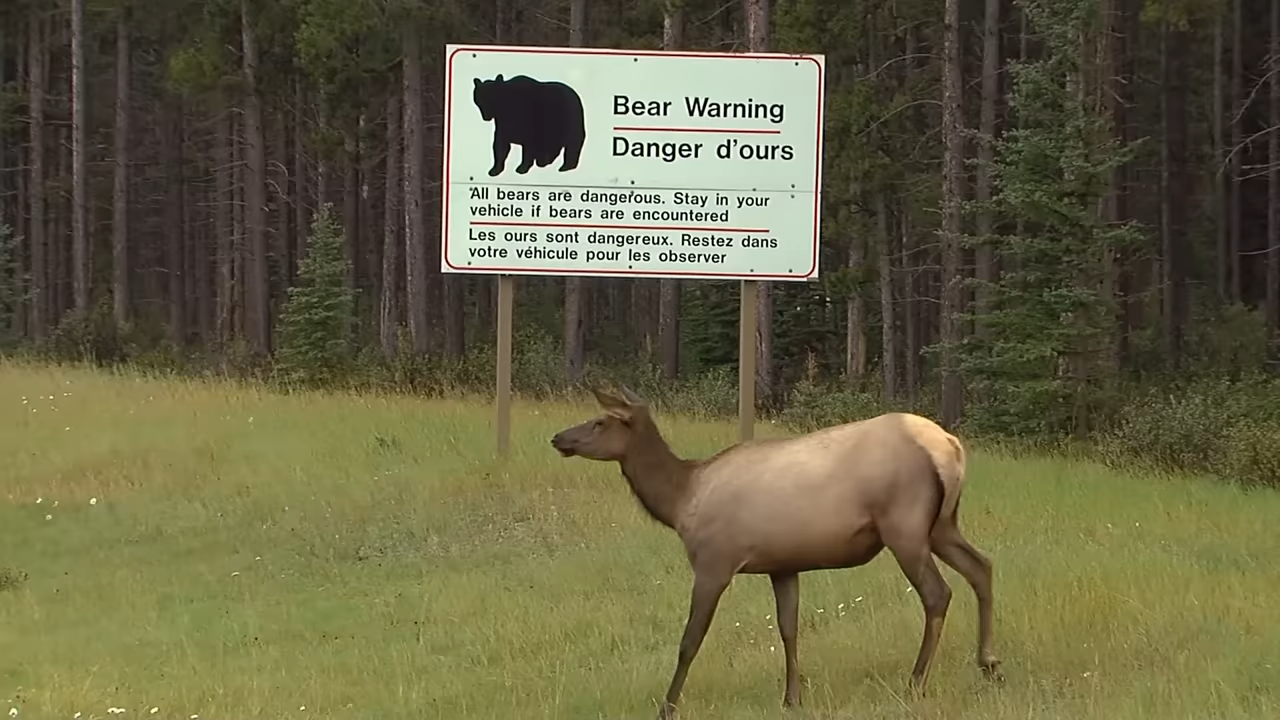 Bear Warning
Danger d'ours
All bears are dangerous. Stay in your
vehicle if bears are encountered
Les ours sont dangereux. Restez dans
votre véhicule pour les observer